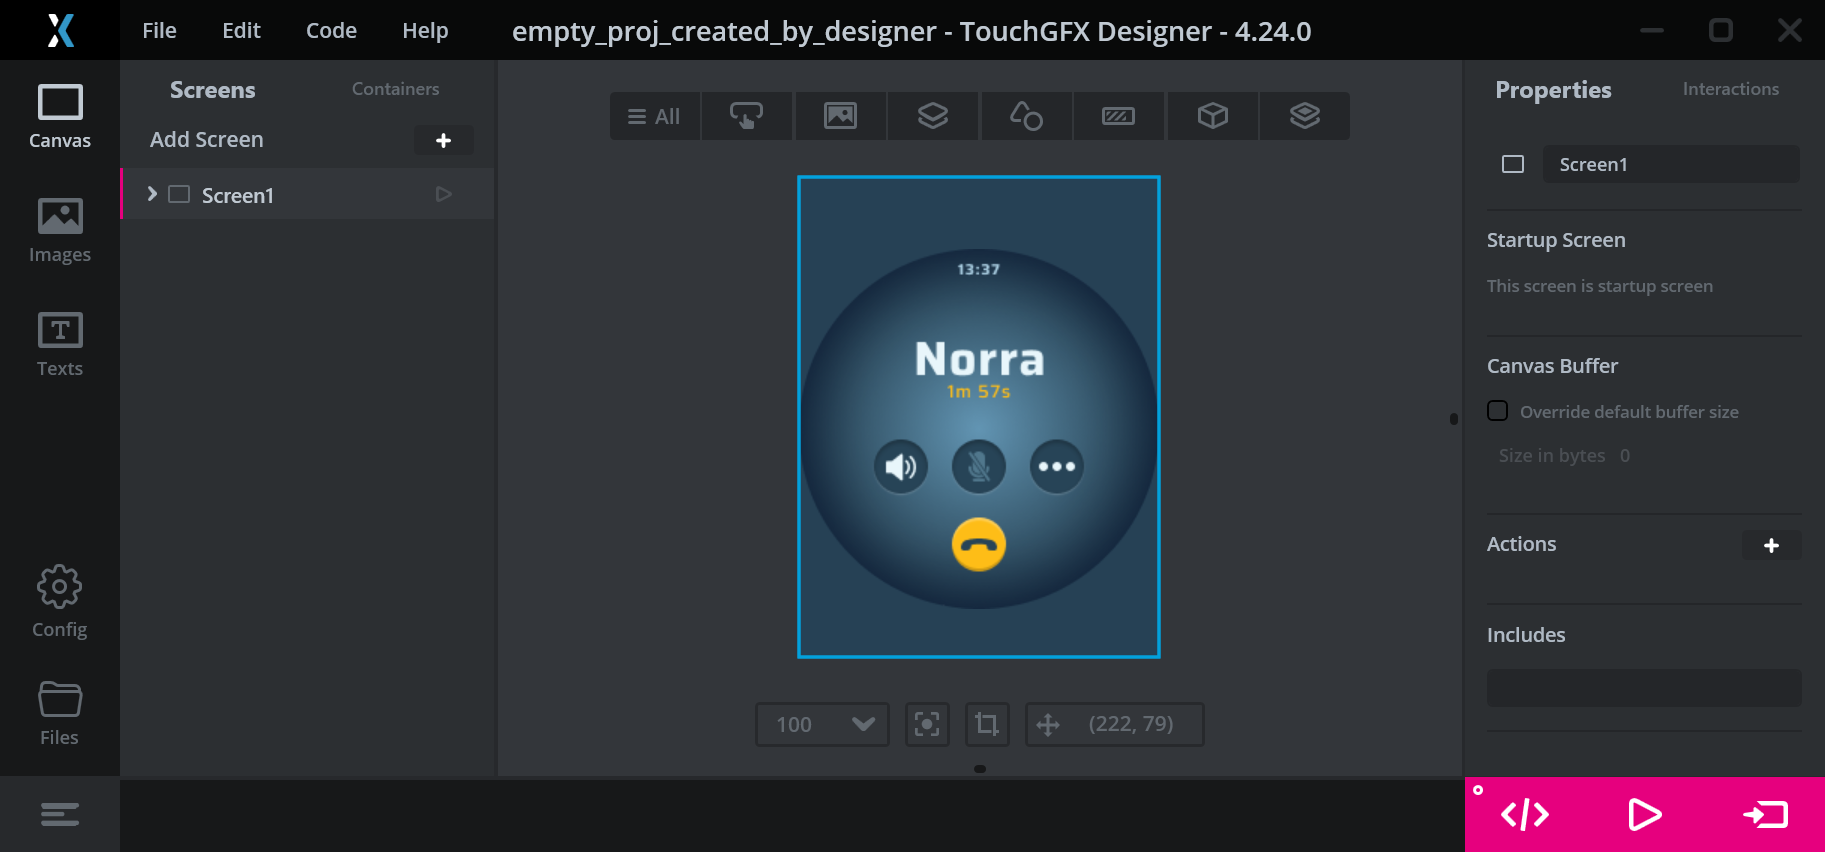 File Edit Code Help empty_proj_created_by_designer - TouchGFX Designer - 4.24.0
Canvas
Images
Texts
Config
Files
Screens Containers
Add Screen
Screen1
All
13:37
Norra
1m 57s
100 (222, 79)
Properties Interactions
Screen1
Startup Screen
This screen is startup screen
Canvas Buffer
Override default buffer size
Size in bytes 0
Actions
Includes